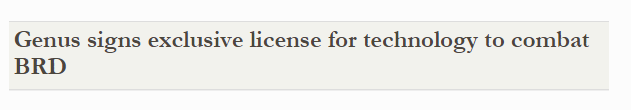 Genus signs exclusive license for technology to combat
BRD